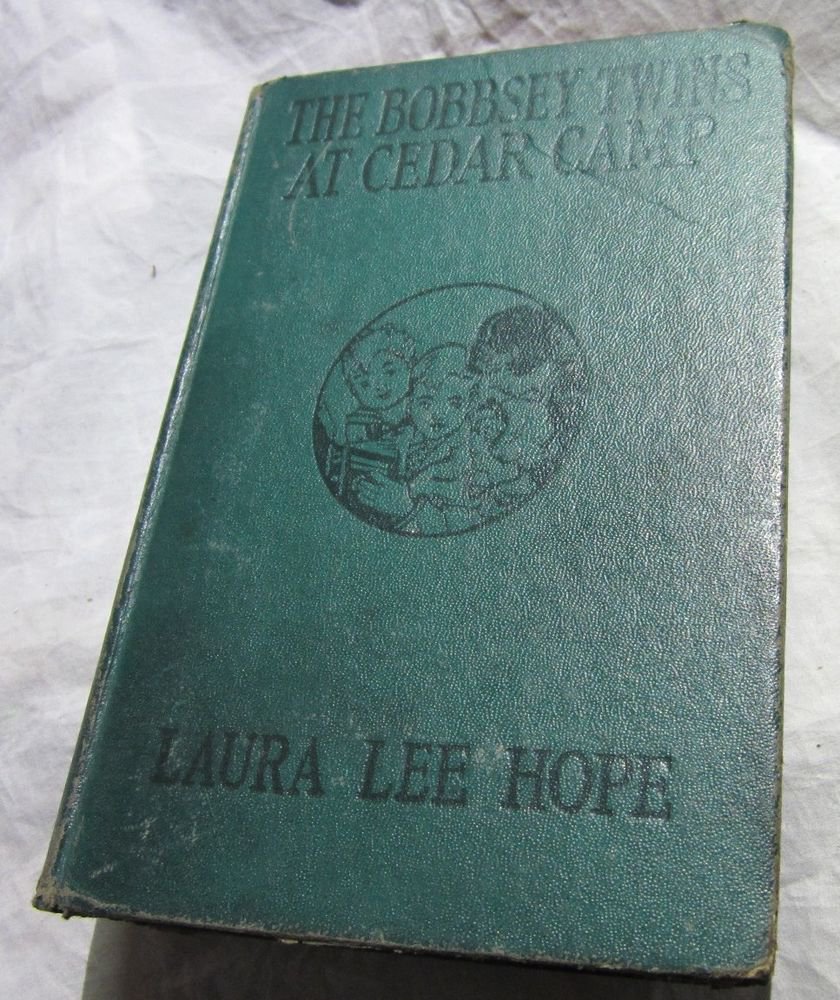 THE BOBBSEY TWINS
AT CEDAR CAMP
LAURA LEE HOPE